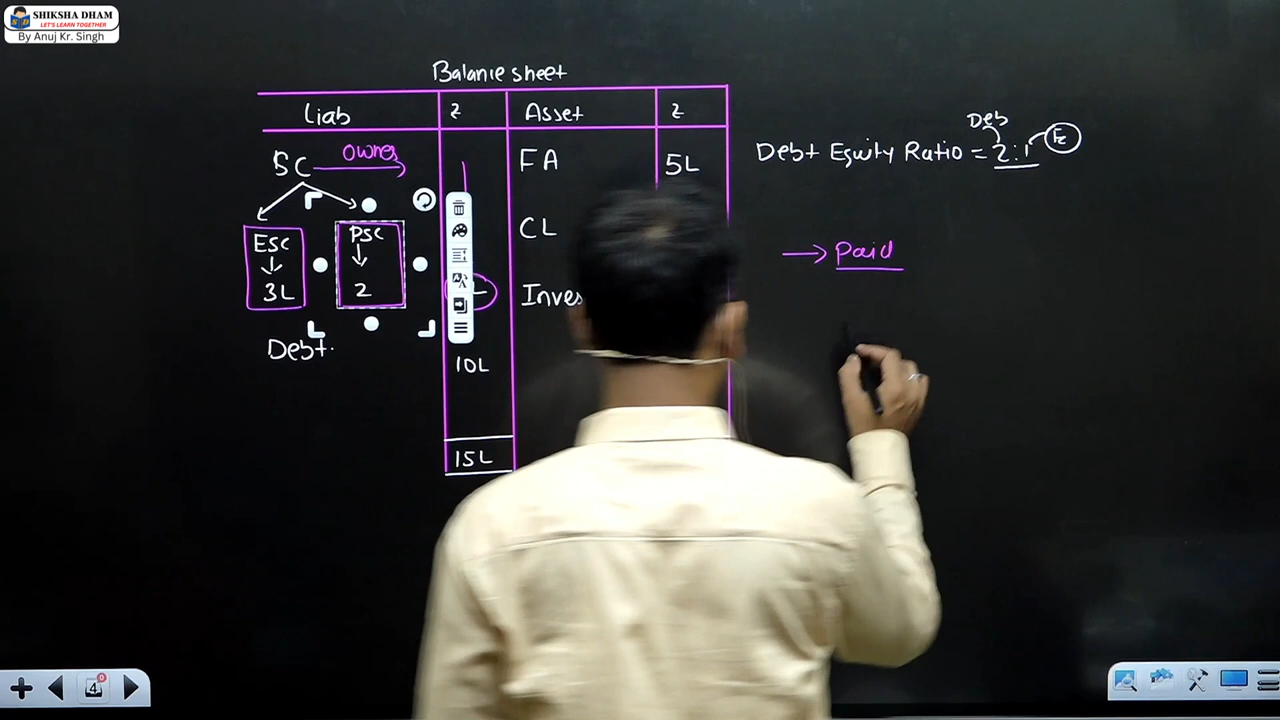 SHIKSHA DHAM
LET'S LEARN TOGETHER
By Anuj Kr. Singh
Balance sheet
Liab
Asset
SC owner
FA 5L
Debt Equity Ratio = 2:1
Deb
E
ESC
PSC
CL
Paid
3L
2
Inves
Debt.
10L
15L
4
0